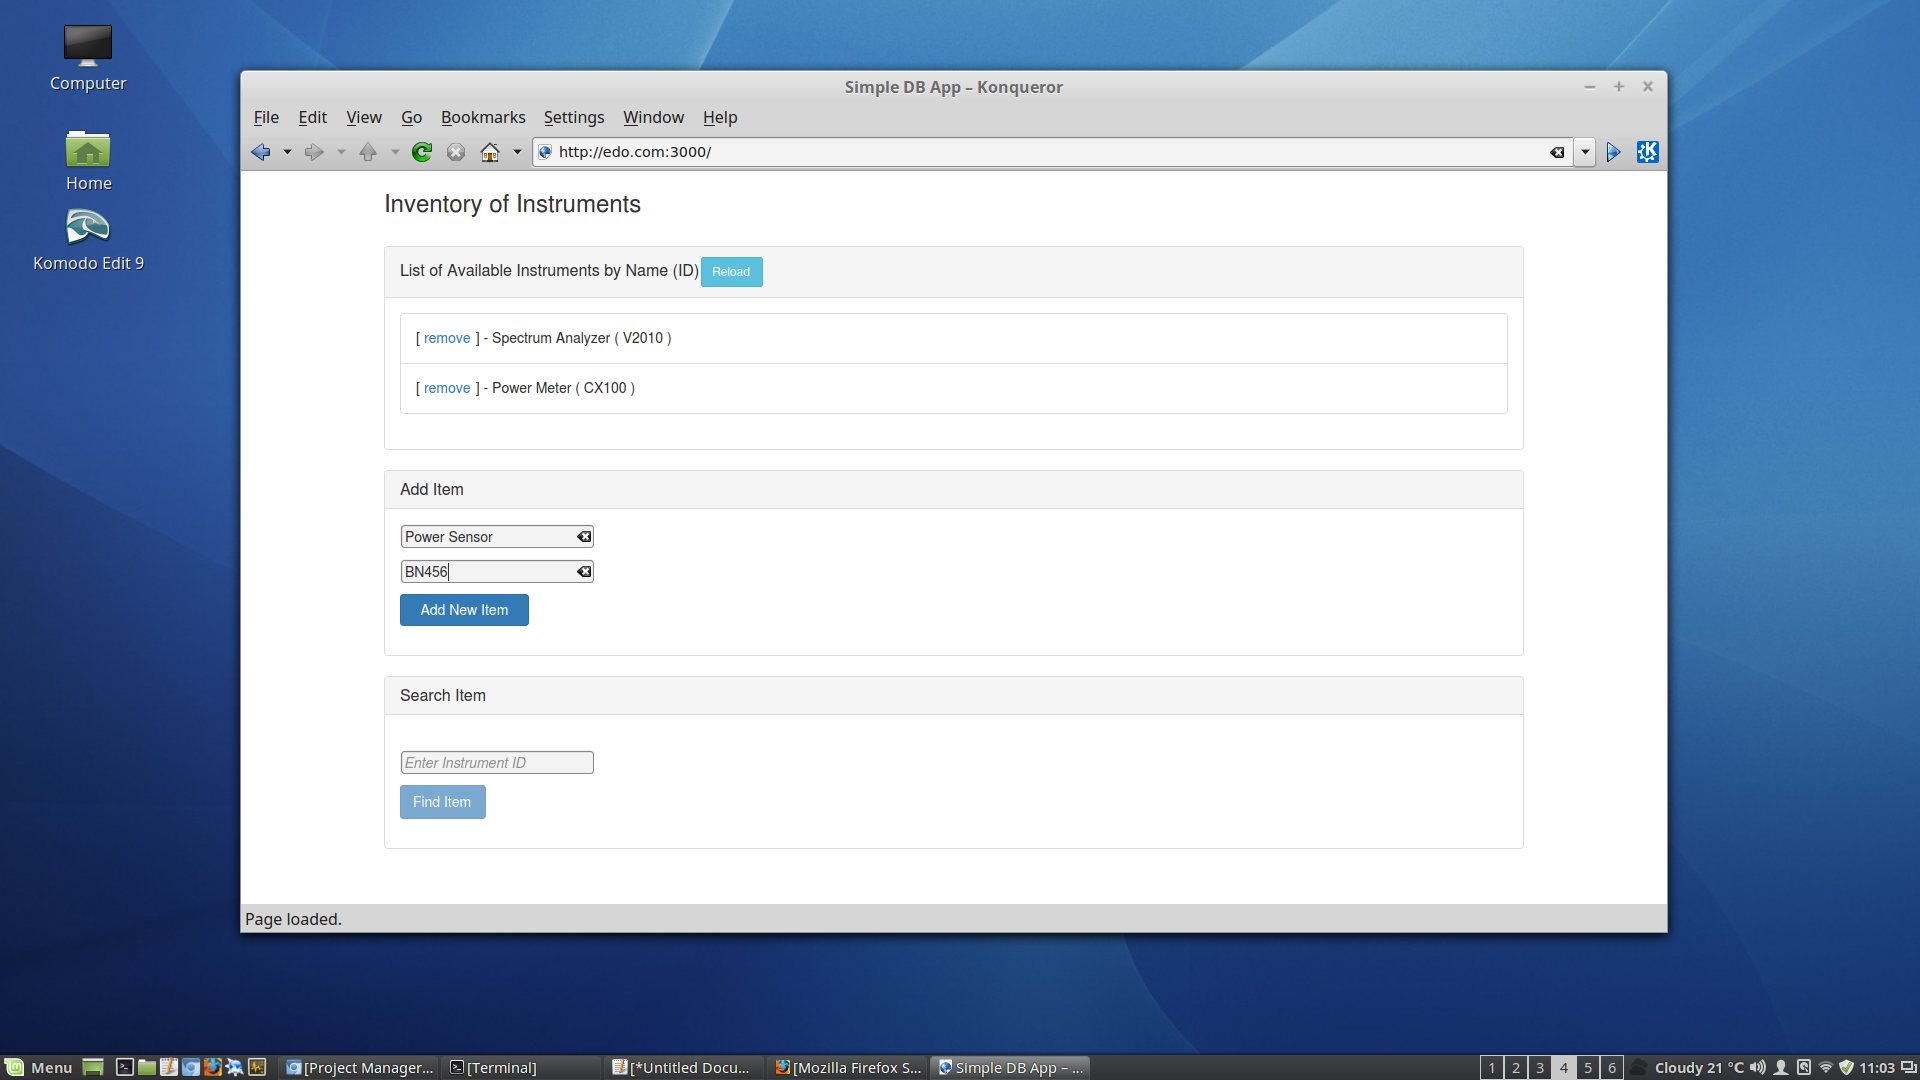 Computer
Home
Komodo Edit 9
Simple DB App – Konqueror
File Edit View Go Bookmarks Settings Window Help
http://edo.com:3000/
Inventory of Instruments
List of Available Instruments by Name (ID) Reload
[ remove ] - Spectrum Analyzer ( V2010 )
[ remove ] - Power Meter ( CX100 )
Add Item
Power Sensor
BN456
Add New Item
Search Item
Enter Instrument ID
Find Item
Page loaded.
Menu [Project Manager... [Terminal] [*Untitled Docu... [Mozilla Firefox S... Simple DB App – ... 1 2 3 4 5 6 Cloudy 21 °C 11:03